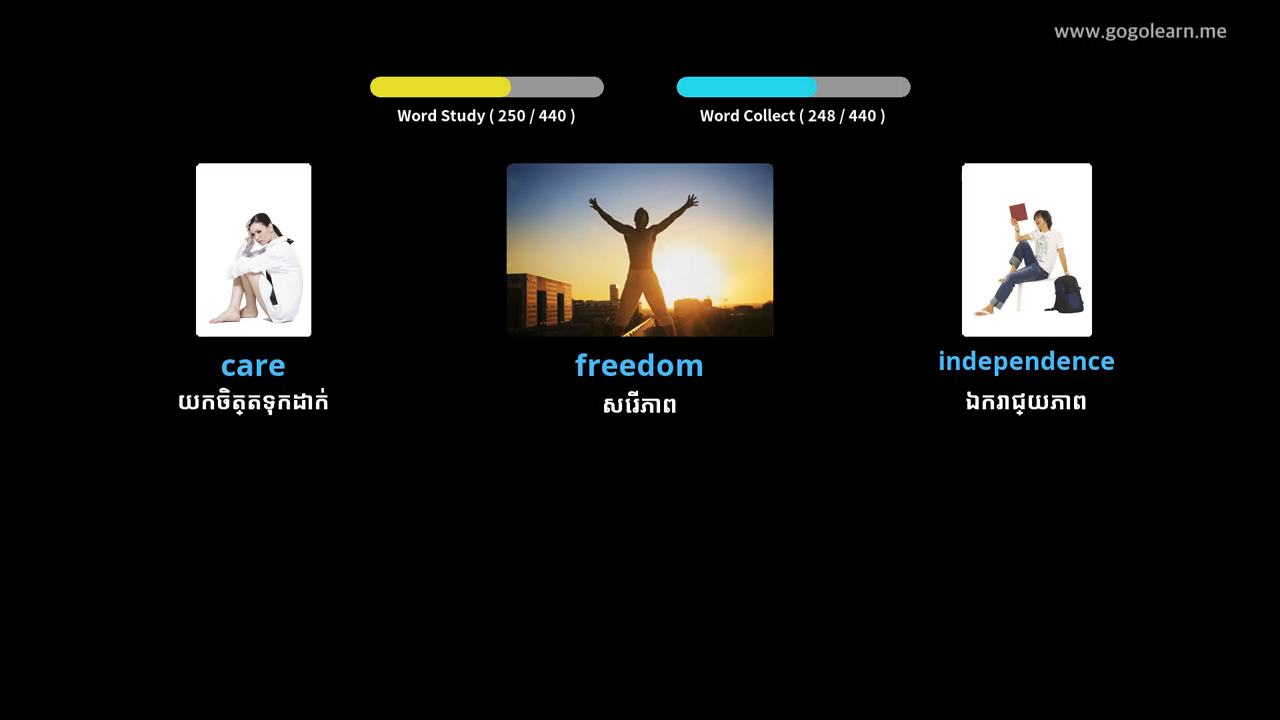 www.gogolearn.me
Word Study ( 250 / 440 )
Word Collect ( 248 / 440 )
care
freedom
independence
យកចិត្តទុកដាក់
សេរីភាព
ឯករាជ្យភាព